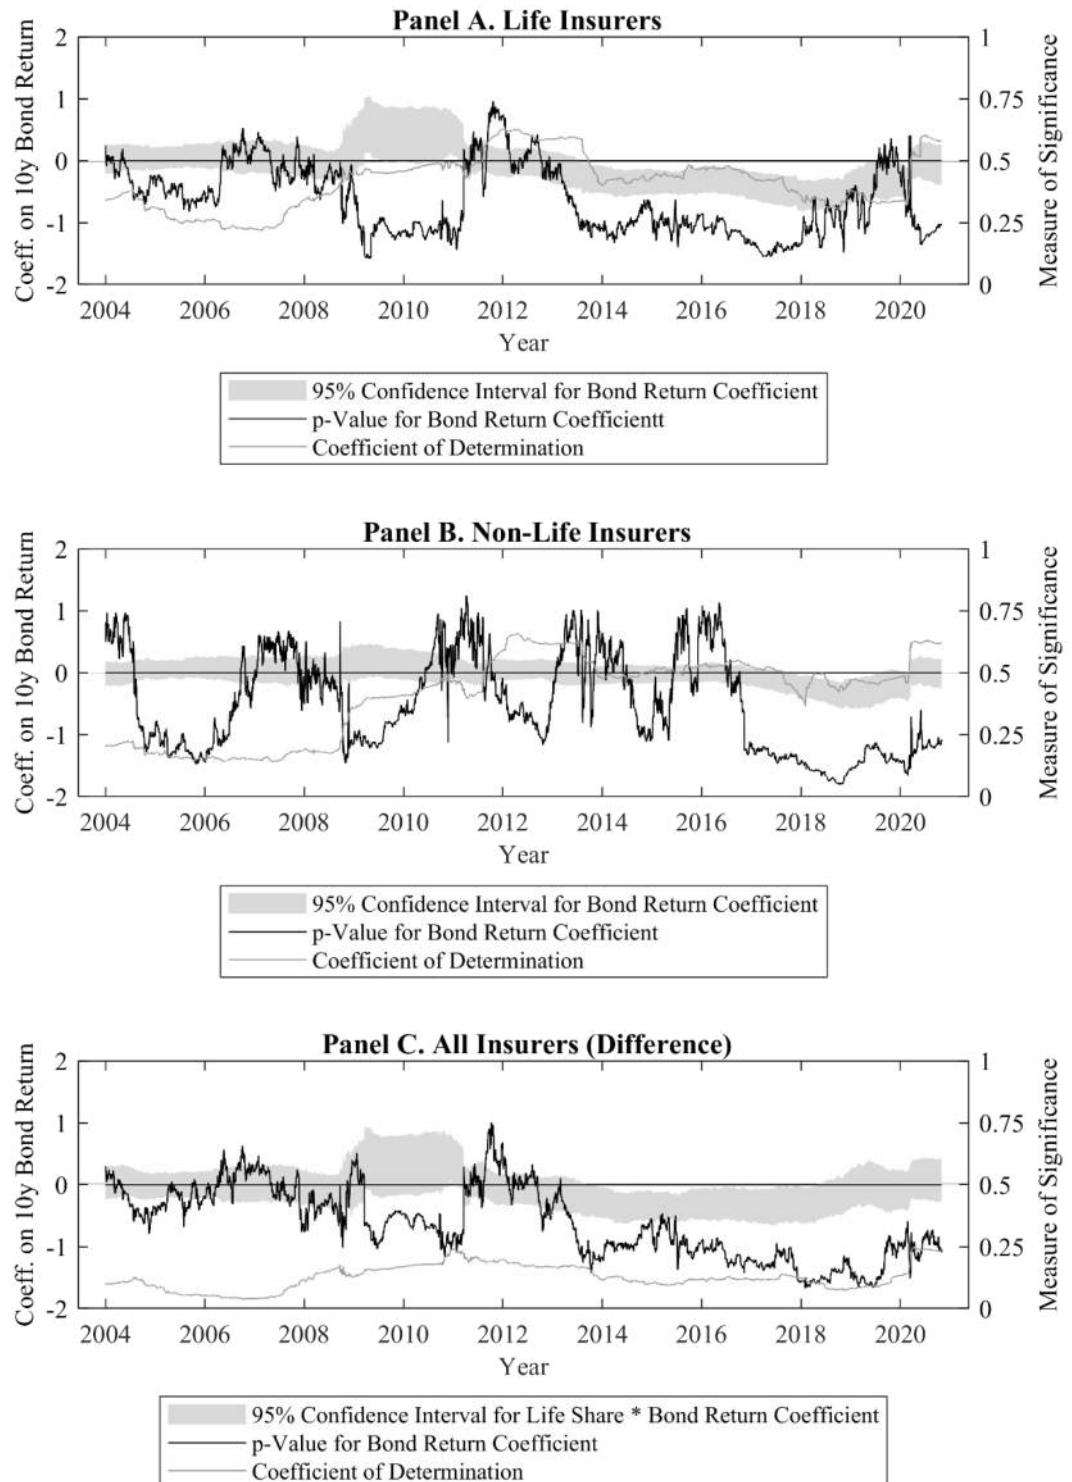 Panel A. Life Insurers
Coeff. on 10y Bond Return
2
1
0
-1
-2
1
0.75
0.5
0.25
0
Measure of Significance
2004 2006 2008 2010 2012 2014 2016 2018 2020
Year
95% Confidence Interval for Bond Return Coefficient
p-Value for Bond Return Coefficientt
Coefficient of Determination
Panel B. Non-Life Insurers
Coeff. on 10y Bond Return
2
1
0
-1
-2
1
0.75
0.5
0.25
0
Measure of Significance
2004 2006 2008 2010 2012 2014 2016 2018 2020
Year
95% Confidence Interval for Bond Return Coefficient
p-Value for Bond Return Coefficient
Coefficient of Determination
Panel C. All Insurers (Difference)
Coeff. on 10y Bond Return
2
1
0
-1
-2
1
0.75
0.5
0.25
0
Measure of Significance
2004 2006 2008 2010 2012 2014 2016 2018 2020
Year
95% Confidence Interval for Life Share * Bond Return Coefficient
p-Value for Bond Return Coefficient
Coefficient of Determination